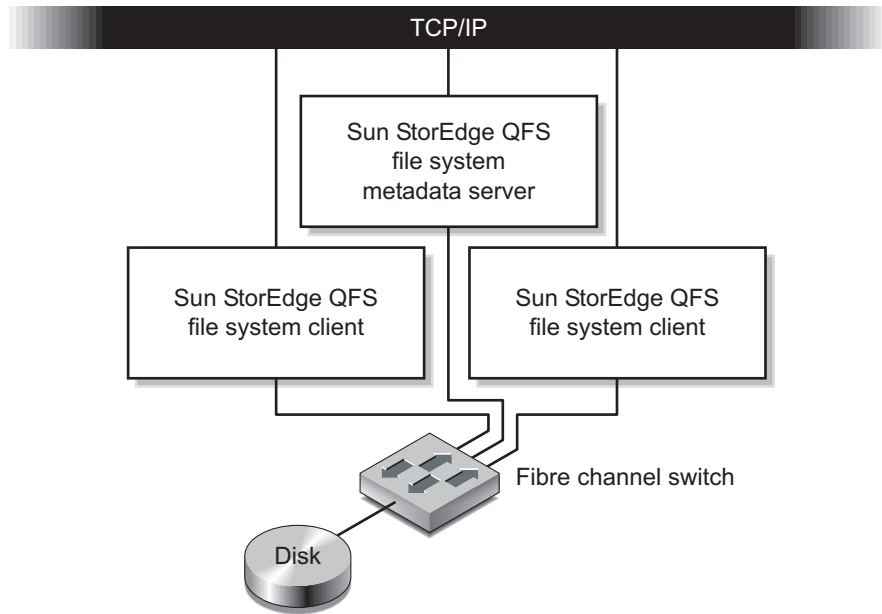 TCP/IP
Sun StorEdge QFS
file system
metadata server
Sun StorEdge QFS
file system client
Sun StorEdge QFS
file system client
Fibre channel switch
Disk